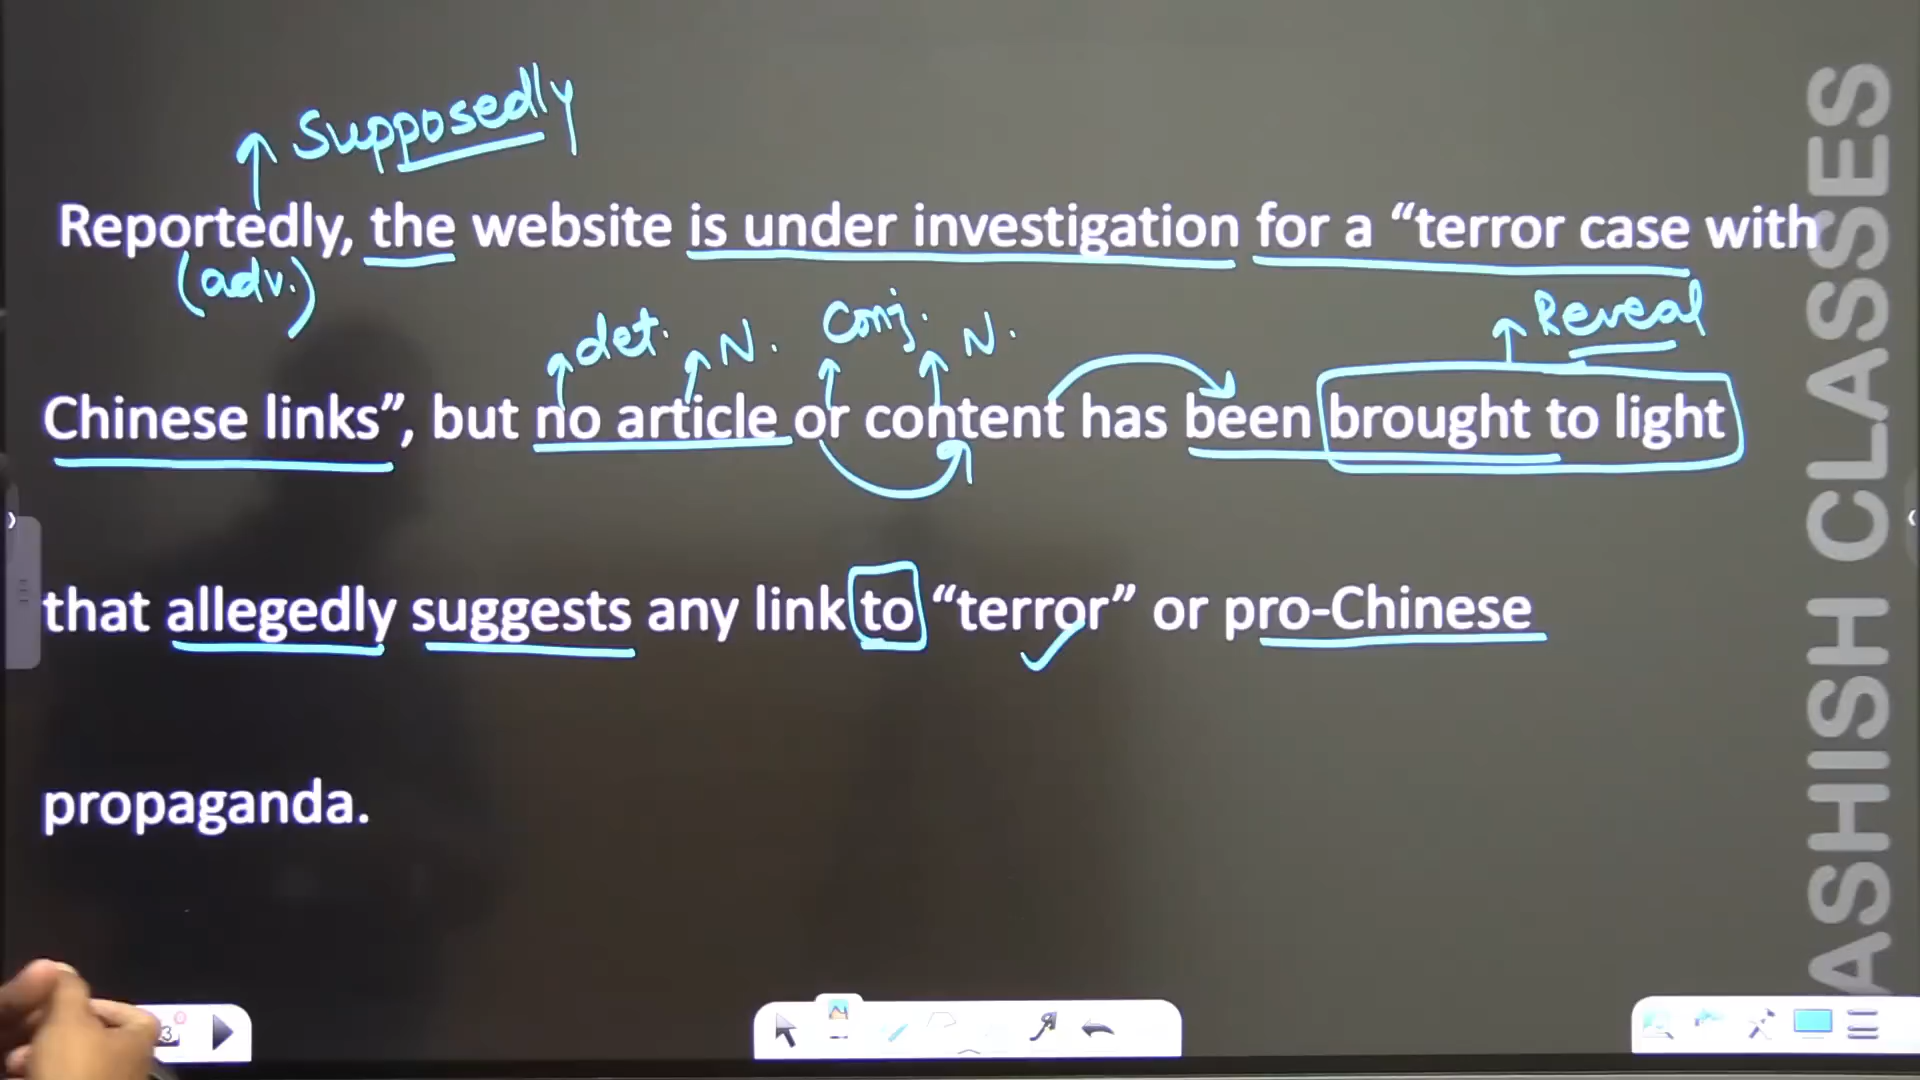 Supposedly
Reportedly, the website is under investigation for a “terror case with
(adv.)
det. N. Conj. N. Reveal
Chinese links”, but no article or content has been brought to light
that allegedly suggests any link to “terror” or pro-Chinese
propaganda.
ASHISH CLASSES
3